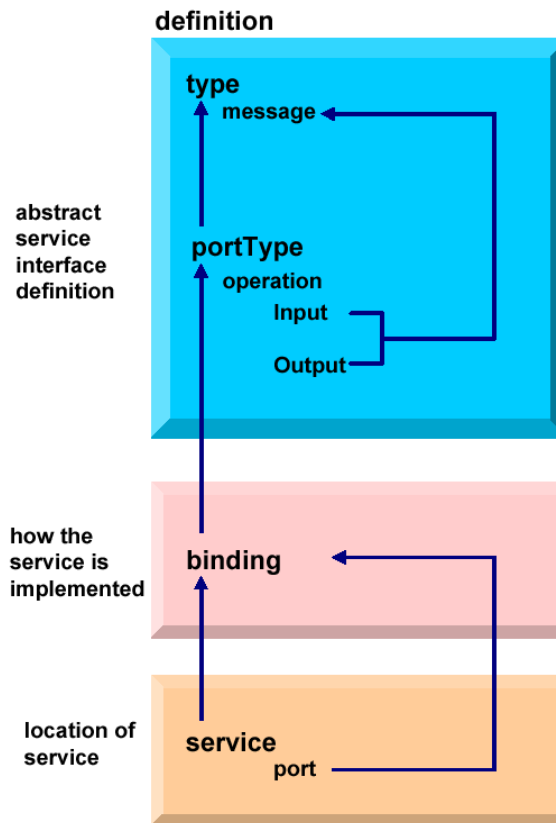 definition
type
message
abstract
service
interface
definition
portType
operation
Input
Output
how the
service is
implemented
binding
location of
service
service
port